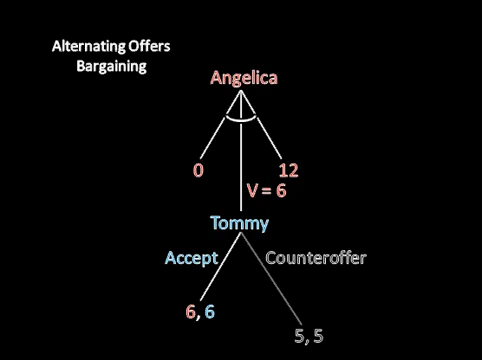 Alternating Offers
Bargaining
Angelica
0
12
V = 6
Tommy
Accept
Counteroffer
6, 6
5, 5